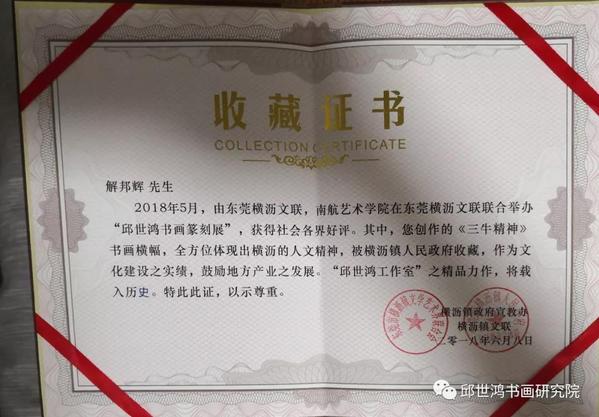 收藏证书
COLLECTION CERTIFICATE
解邦辉 先生
2018年5月，由东莞横沥文联，南航艺术学院在东莞横沥文联联合举办
“邱世鸿书画篆刻展”，获得社会各界好评。其中，您创作的《三牛精神》
书画横幅，全方位体现出横沥的人文精神，被横沥镇人民政府收藏，作为文
化建设之实绩，鼓励地方产业之发展。“邱世鸿工作室”之精品力作，将载
入历史。特此此证，以示尊重。
横沥镇政府宣教办
横沥镇文联
二零一八年六月八日
邱世鸿书画研究院